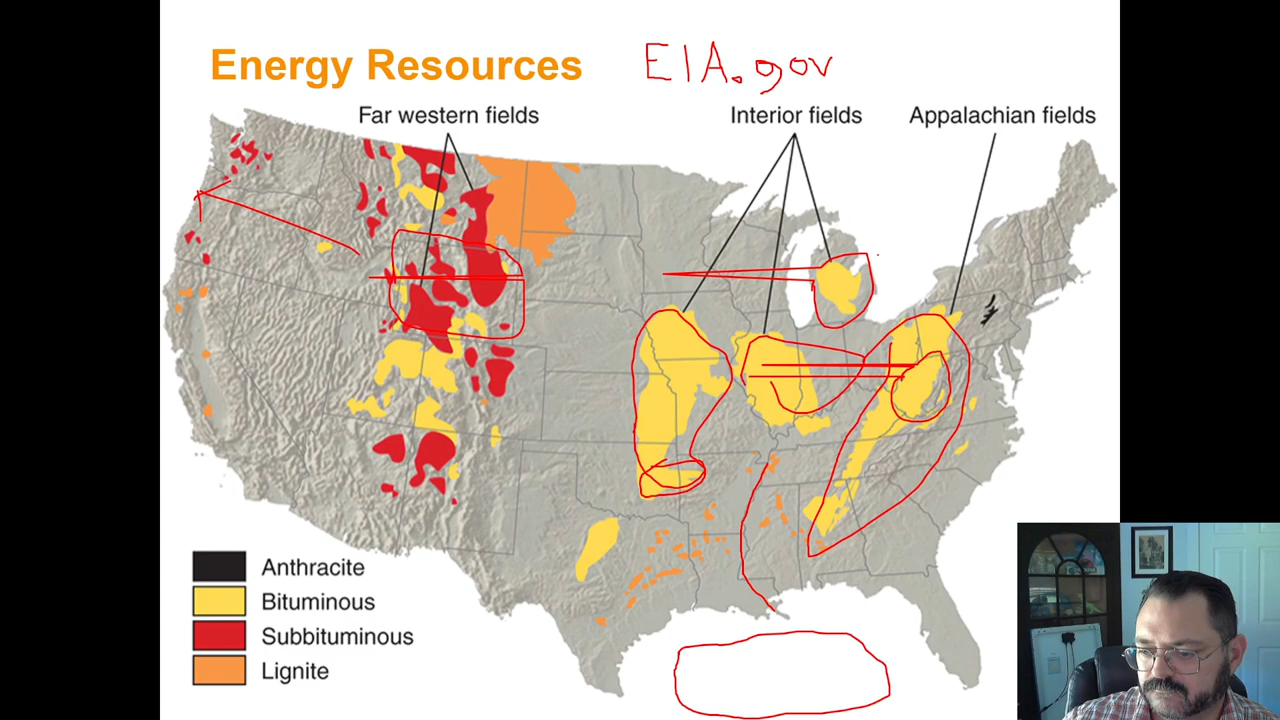 Energy Resources EIA.gov
Far western fields Interior fields Appalachian fields
Anthracite
Bituminous
Subbituminous
Lignite